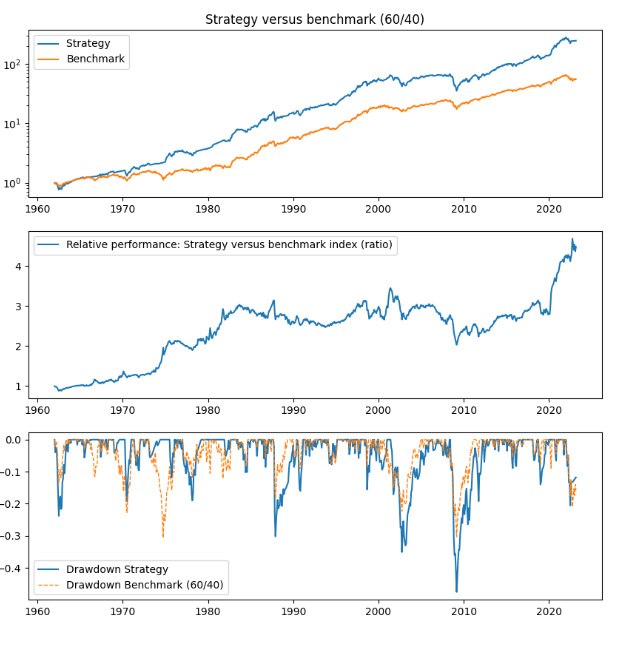 Strategy versus benchmark (60/40)
Strategy
Benchmark
10²
10¹
10⁰
1960 1970 1980 1990 2000 2010 2020
Relative performance: Strategy versus benchmark index (ratio)
4
3
2
1
1960 1970 1980 1990 2000 2010 2020
0.0
−0.1
−0.2
−0.3
−0.4
Drawdown Strategy
Drawdown Benchmark (60/40)
1960 1970 1980 1990 2000 2010 2020